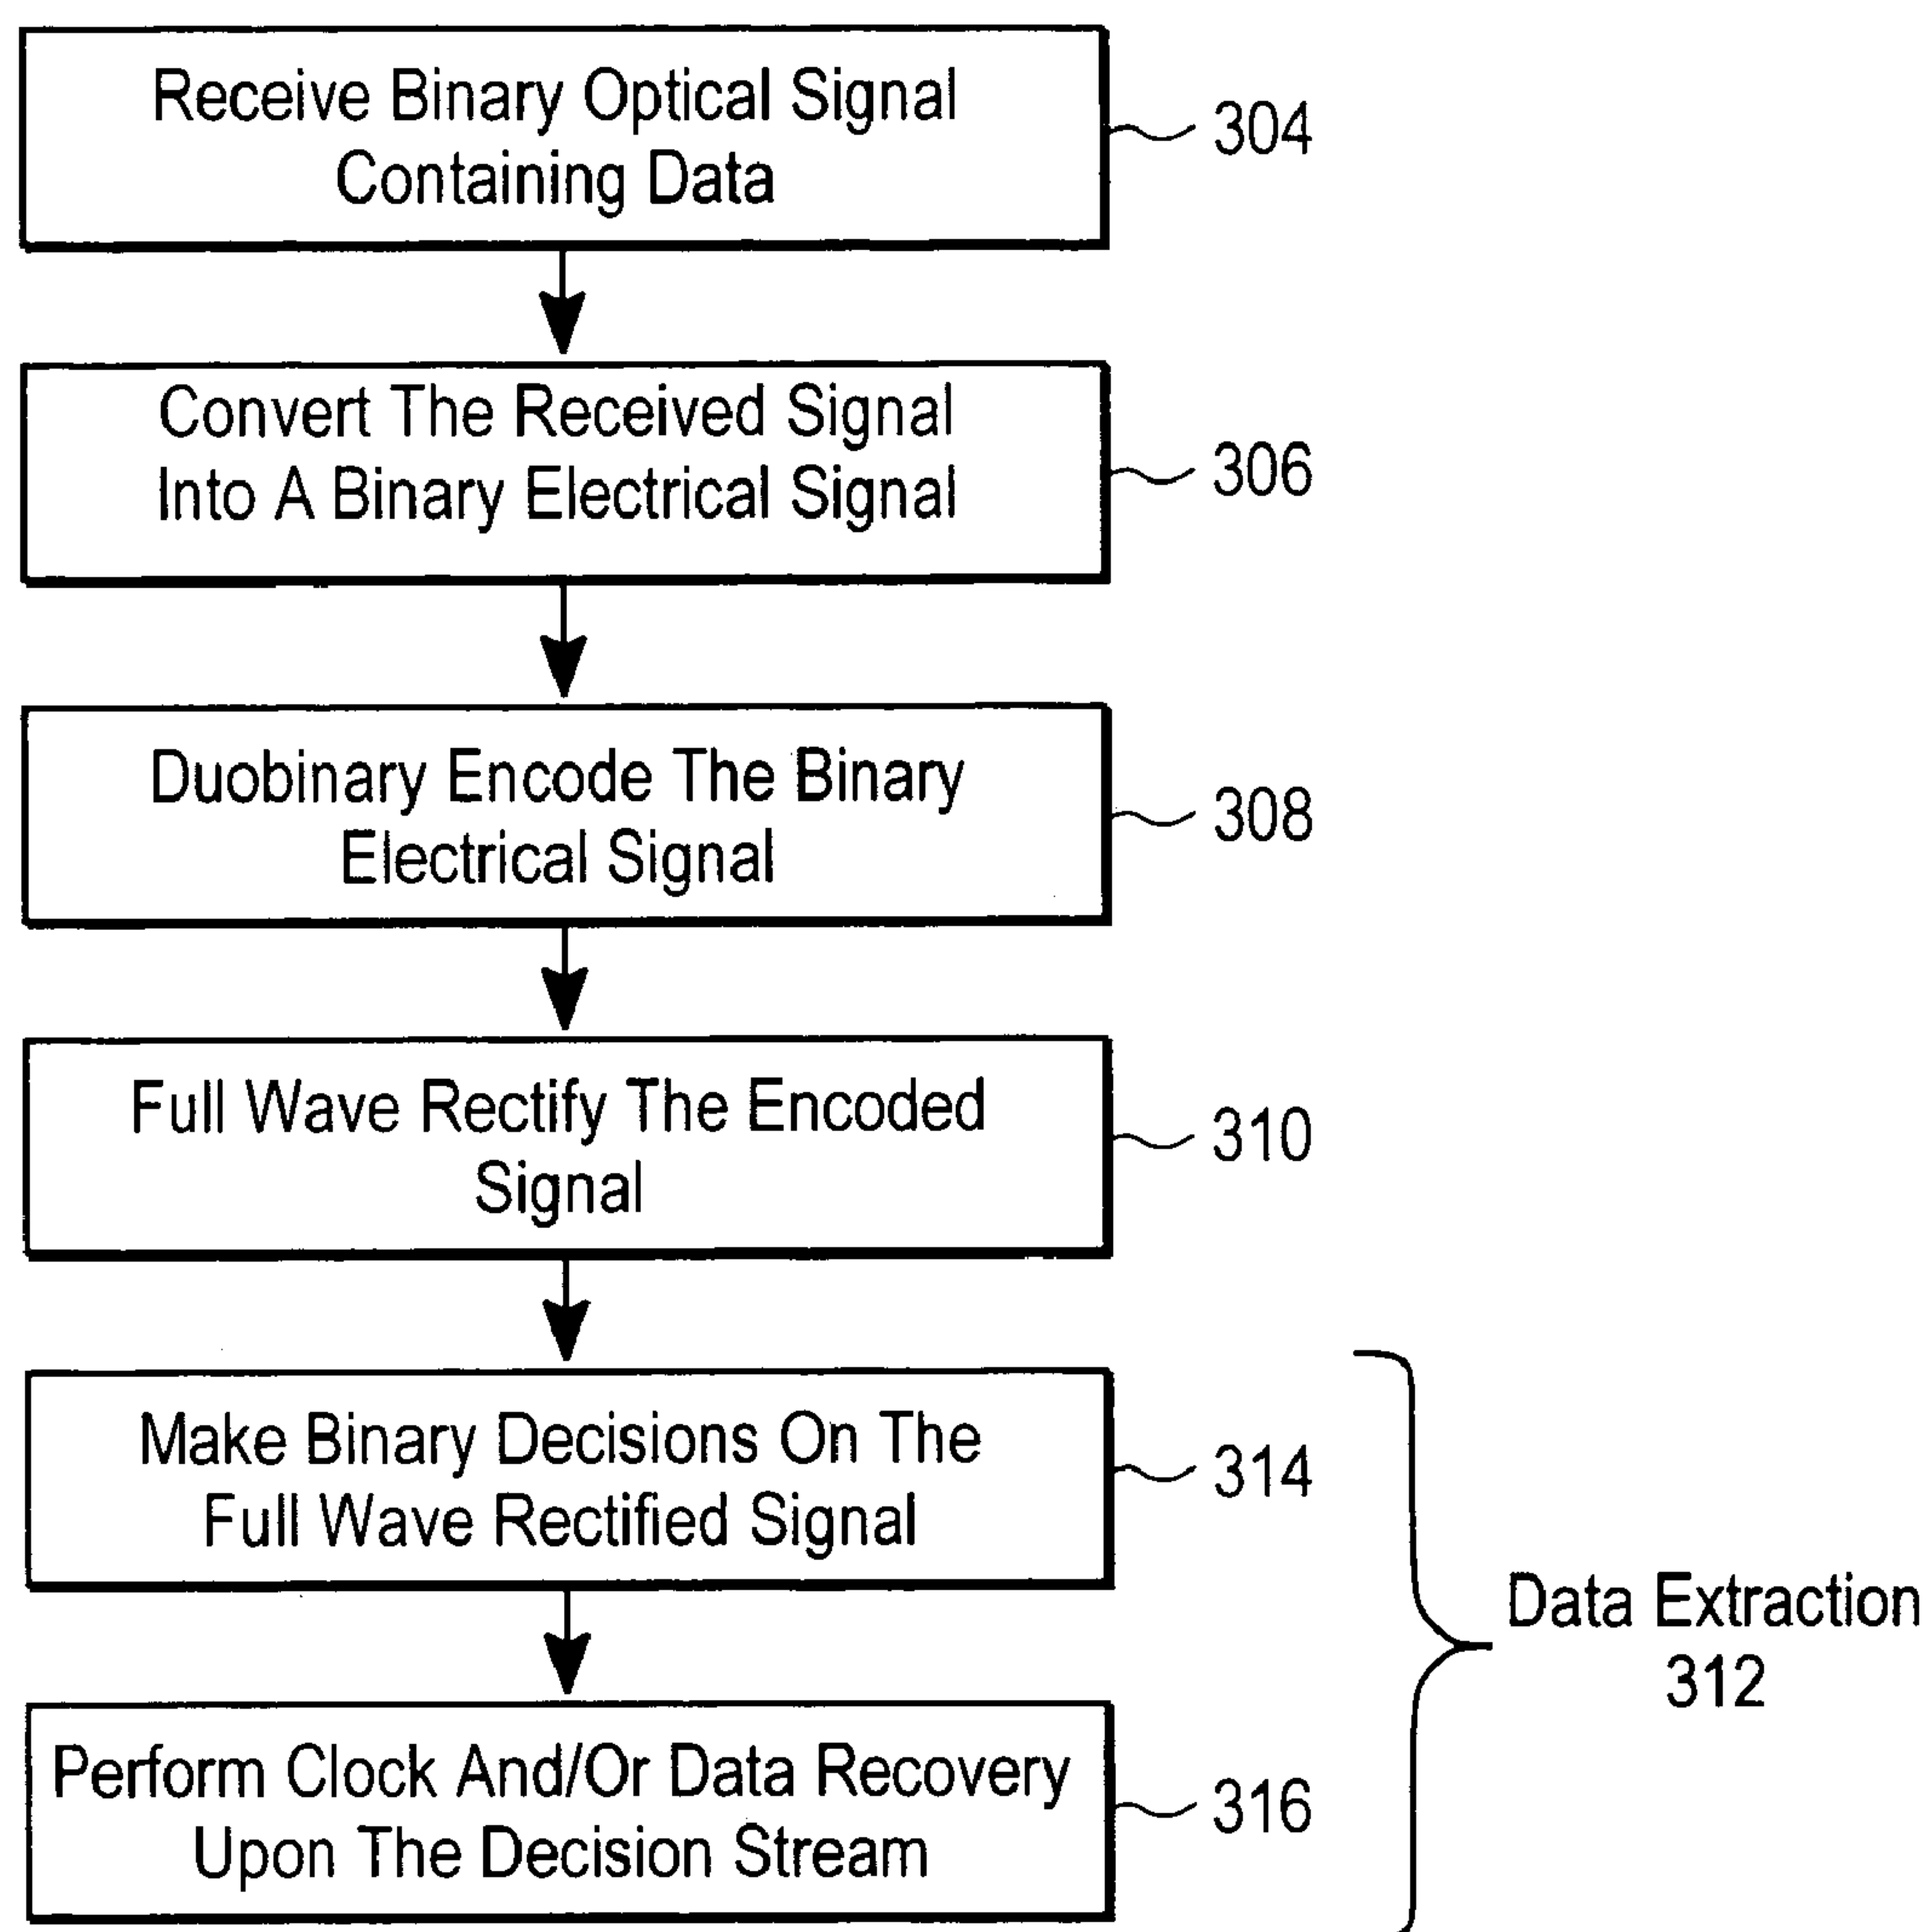 Receive Binary Optical Signal
Containing Data
304
Convert The Received Signal
Into A Binary Electrical Signal
306
Duobinary Encode The Binary
Electrical Signal
308
Full Wave Rectify The Encoded
Signal
310
Make Binary Decisions On The
Full Wave Rectified Signal
314
Data Extraction
312
Perform Clock And/Or Data Recovery
Upon The Decision Stream
316